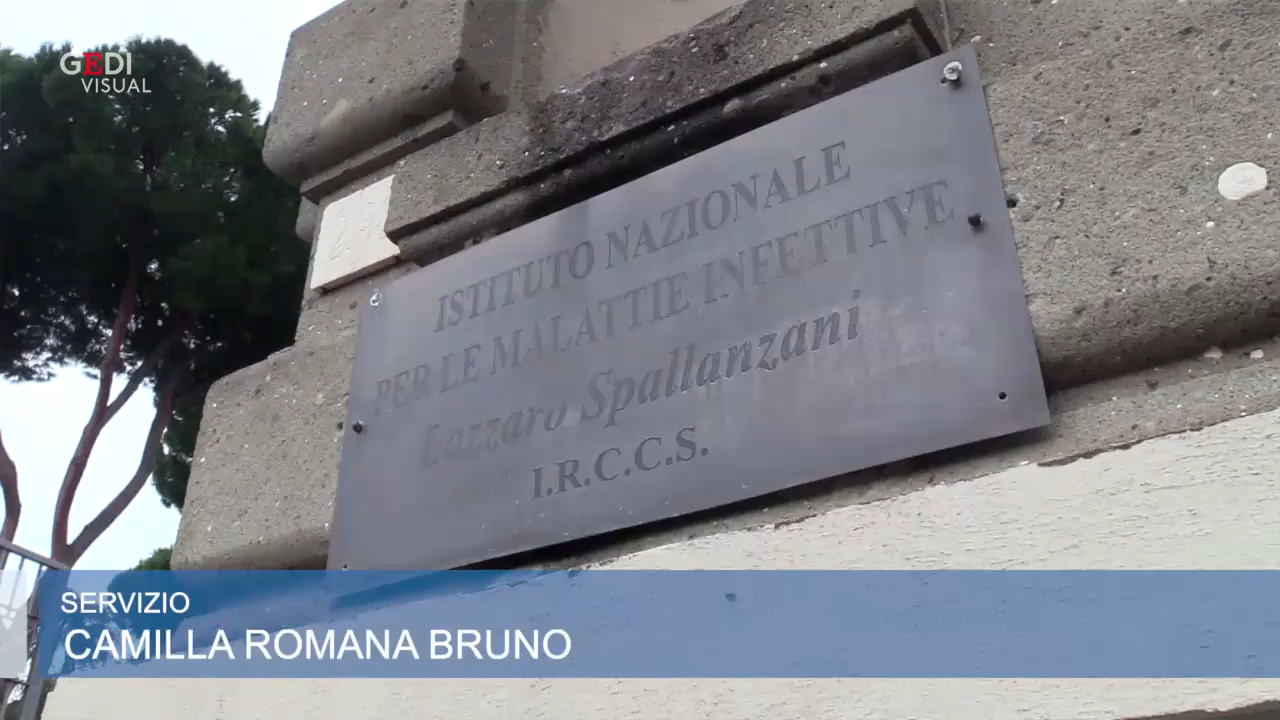 GEDI
VISUAL
ISTITUTO NAZIONALE
PER LE MALATTIE INFETTIVE
Lazzaro Spallanzani
I.R.C.C.S.
SERVIZIO
CAMILLA ROMANA BRUNO